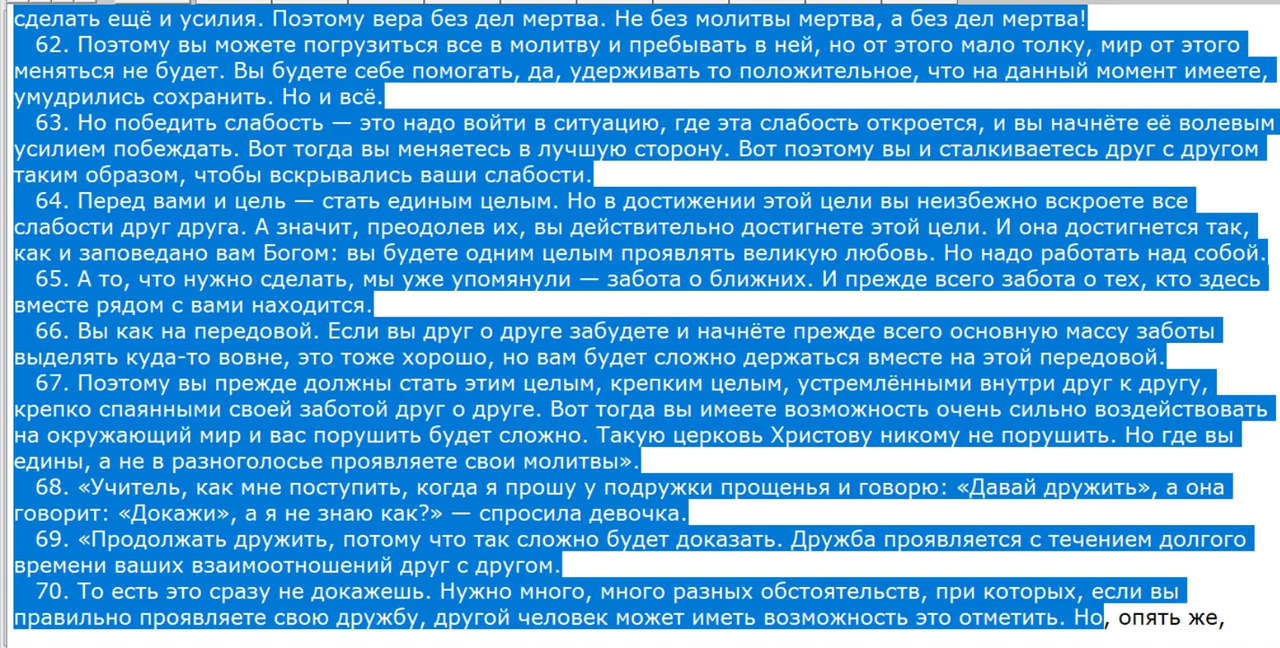 сделать ещё и усилия. Поэтому вера без дел мертва. Не без молитвы мертва, а без дел мертва!
62. Поэтому вы можете погрузиться все в молитву и пребывать в ней, но от этого мало толку, мир от этого
меняться не будет. Вы будете себе помогать, да, удерживать то положительное, что на данный момент имеете,
умудрились сохранить. Но и всё.
63. Но победить слабость — это надо войти в ситуацию, где эта слабость откроется, и вы начнёте её волевым
усилием побеждать. Вот тогда вы меняетесь в лучшую сторону. Вот поэтому вы и сталкиваетесь друг с другом
таким образом, чтобы вскрывались ваши слабости.
64. Перед вами и цель — стать единым целым. Но в достижении этой цели вы неизбежно вскроете все
слабости друг друга. А значит, преодолев их, вы действительно достигнете этой цели. И она достигнется так,
как и заповедано вам Богом: вы будете одним целым проявлять великую любовь. Но надо работать над собой.
65. А то, что нужно сделать, мы уже упомянули — забота о ближних. И прежде всего забота о тех, кто здесь
вместе рядом с вами находится.
66. Вы как на передовой. Если вы друг о друге забудете и начнёте прежде всего основную массу заботы
выделять куда-то вовне, это тоже хорошо, но вам будет сложно держаться вместе на этой передовой.
67. Поэтому вы прежде должны стать этим целым, крепким целым, устремлёнными внутри друг к другу,
крепко спаянными своей заботой друг о друге. Вот тогда вы имеете возможность очень сильно воздействовать
на окружающий мир и вас порушить будет сложно. Такую церковь Христову никому не порушить. Но где вы
едины, а не в разноголосье проявляете свои молитвы».
68. «Учитель, как мне поступить, когда я прошу у подружки прощенья и говорю: «Давай дружить», а она
говорит: «Докажи», а я не знаю как?» — спросила девочка.
69. «Продолжать дружить, потому что так сложно будет доказать. Дружба проявляется с течением долгого
времени ваших взаимоотношений друг с другом.
70. То есть это сразу не докажешь. Нужно много, много разных обстоятельств, при которых, если вы
правильно проявляете свою дружбу, другой человек может иметь возможность это отметить. Но, опять же,